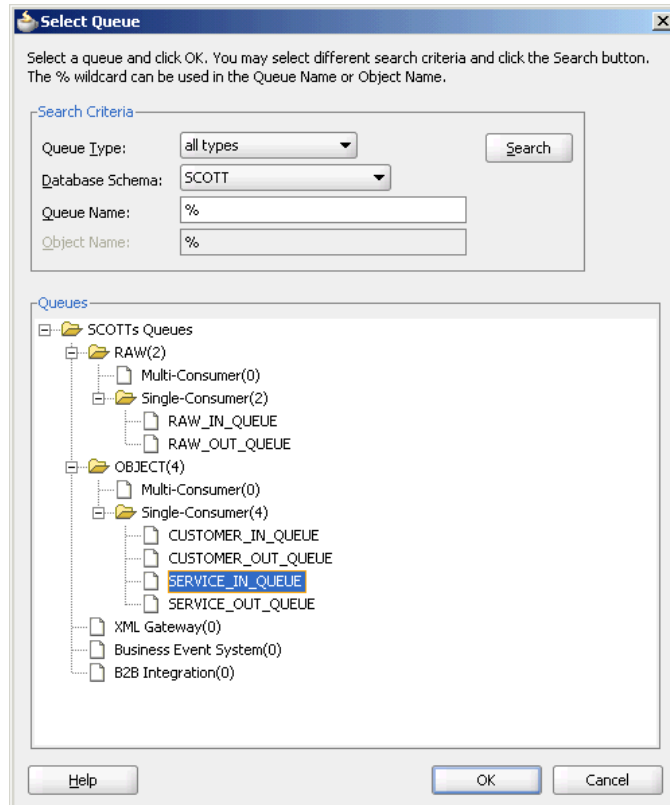 Select Queue
Select a queue and click OK. You may select different search criteria and click the Search button.
The % wildcard can be used in the Queue Name or Object Name.
Search Criteria
Queue Type: all types Search
Database Schema: SCOTT
Queue Name: %
Object Name: %
Queues
SCOTTs Queues
RAW(2)
Multi-Consumer(0)
Single-Consumer(2)
RAW_IN_QUEUE
RAW_OUT_QUEUE
OBJECT(4)
Multi-Consumer(0)
Single-Consumer(4)
CUSTOMER_IN_QUEUE
CUSTOMER_OUT_QUEUE
SERVICE_IN_QUEUE
SERVICE_OUT_QUEUE
XML Gateway(0)
Business Event System(0)
B2B Integration(0)
Help OK Cancel